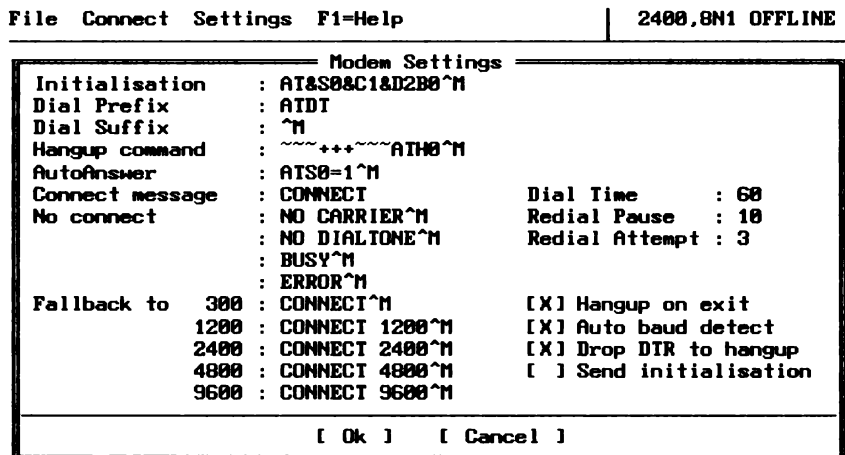 File Connect Settings F1=Help 2400,8N1 OFFLINE
Modem Settings
Initialisation : AT&S0&C1&D2B0^M
Dial Prefix : ATDT
Dial Suffix : ^M
Hangup command : ~~~+++~~~ATH0^M
AutoAnswer : ATS0=1^M
Connect message : CONNECT Dial Time : 60
No connect : NO CARRIER^M Redial Pause : 10
: NO DIALTONE^M Redial Attempt : 3
: BUSY^M
: ERROR^M
Fallback to 300 : CONNECT^M [X] Hangup on exit
1200 : CONNECT 1200^M [X] Auto baud detect
2400 : CONNECT 2400^M [X] Drop DTR to hangup
4800 : CONNECT 4800^M [ ] Send initialisation
9600 : CONNECT 9600^M
[ Ok ] [ Cancel ]